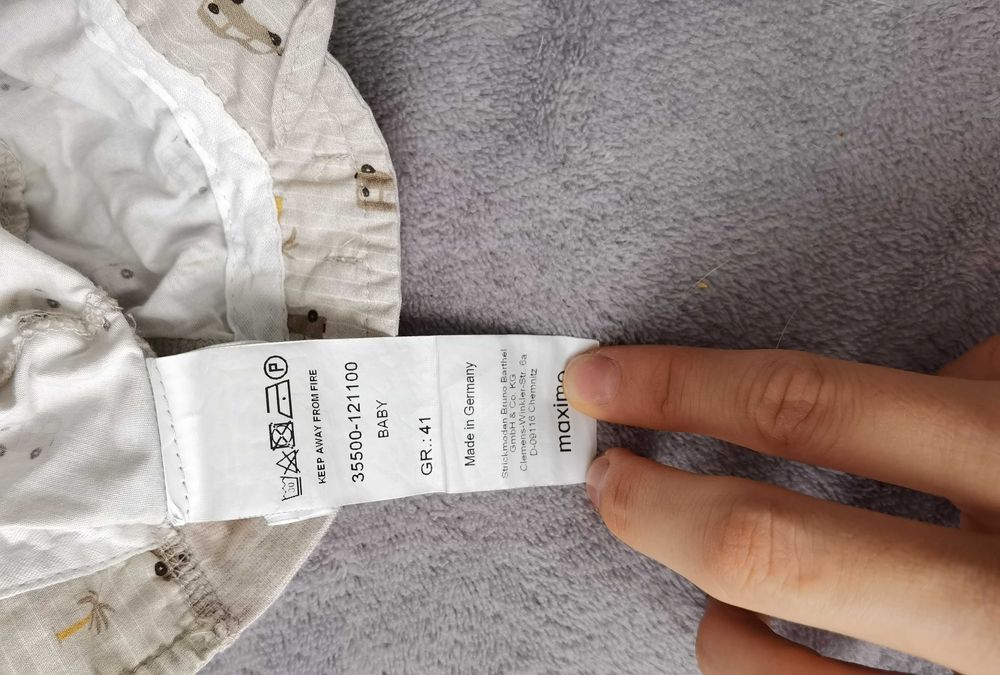 KEEP AWAY FROM FIRE
35500-121100
BABY
GR.: 41
Made in Germany
Strickmoden Bruno Barthel
GmbH & Co. KG
Clemens-Winkler-Str. 6a
D-09116 Chemnitz
maximo